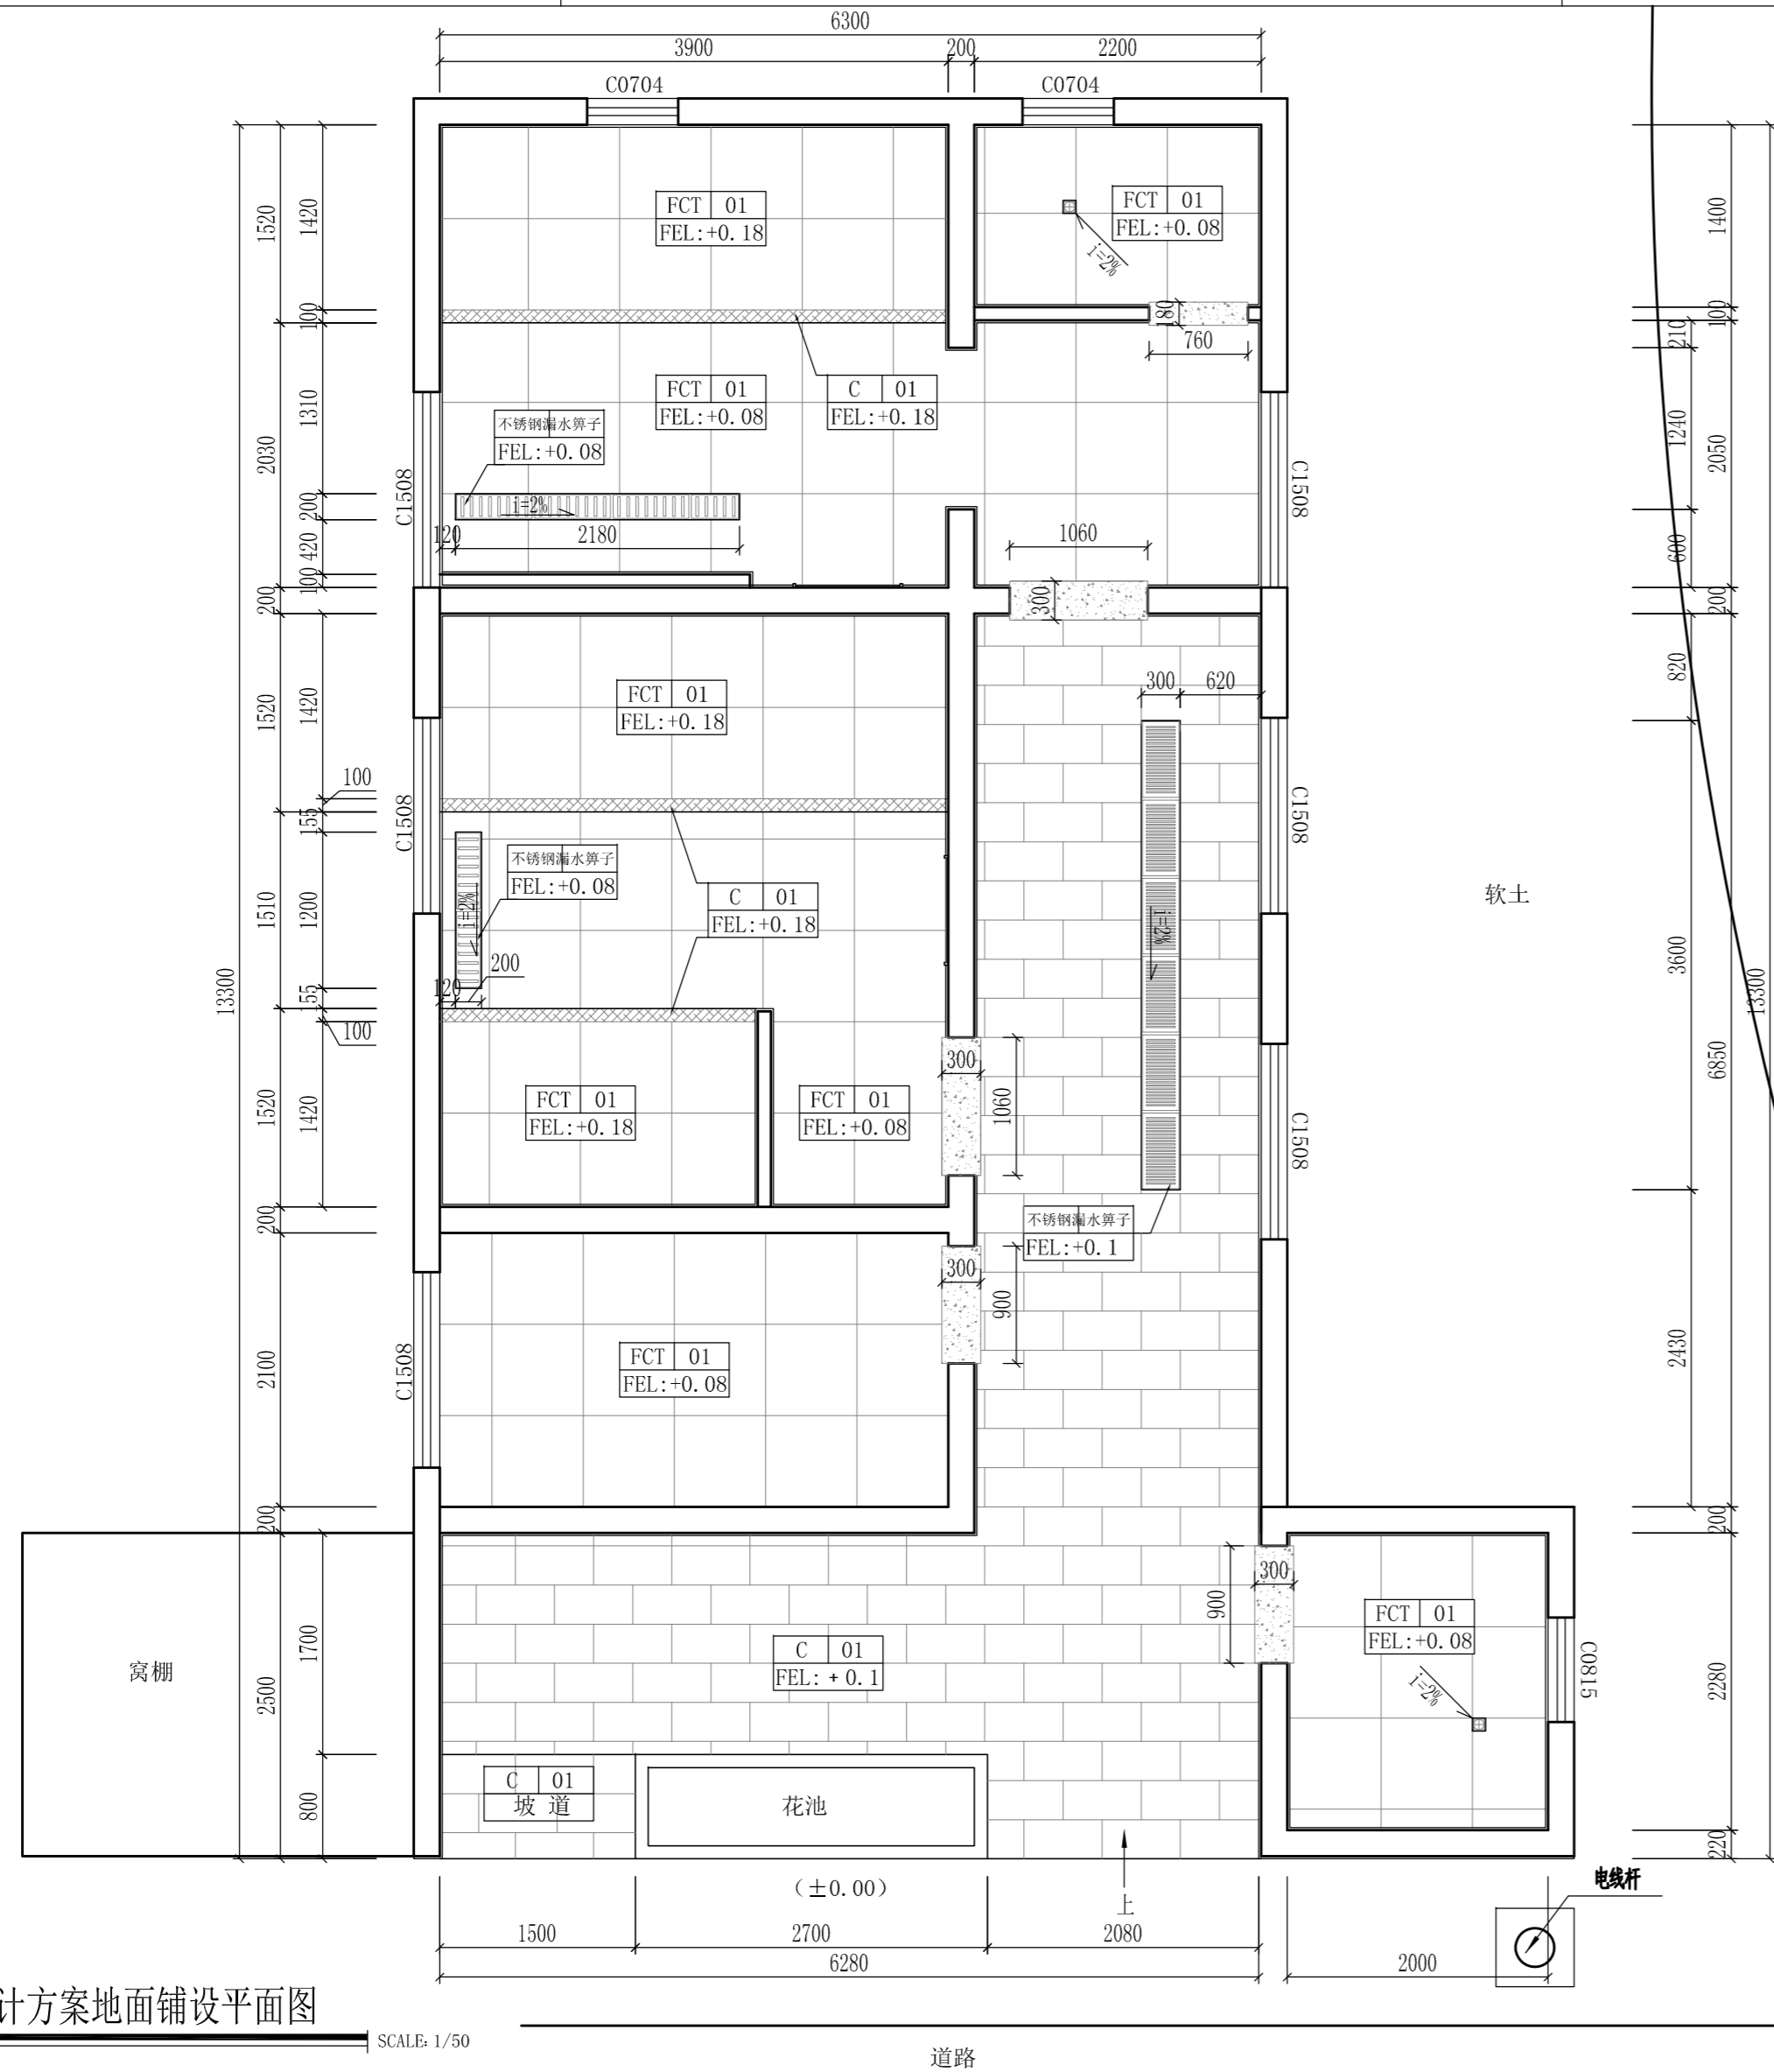 6300
3900
200
2200
C0704
C0704
1520
1420
FCT 01
FEL:+0.18
FCT 01
FEL:+0.08
i=2%
1400
100
180
760
100
210
FCT 01
FEL:+0.08
C 01
FEL:+0.18
不锈钢漏水箅子
FEL:+0.08
2030
1310
1240
2050
C1508
C1508
i=2%
200
120
2180
1060
420
600
100
200
300
200
1520
1420
FCT 01
FEL:+0.18
300
620
820
100
155
C1508
C1508
不锈钢漏水箅子
FEL:+0.08
C 01
FEL:+0.18
软土
1510
1200
i=2%
i=2%
3600
13300
200
120
155
100
13300
300
1060
6850
1520
1420
FCT 01
FEL:+0.18
FCT 01
FEL:+0.08
C1508
200
不锈钢漏水箅子
FEL:+0.1
300
900
2100
C1508
FCT 01
FEL:+0.08
2430
200
200
300
900
FCT 01
FEL:+0.08
C 01
FEL:+0.1
窝棚
1700
2500
C0815
2280
i=2%
C 01
坡 道
花池
800
220
(±0.00)
上
电线杆
1500
2700
2080
6280
2000
计方案地面铺设平面图
SCALE: 1/50
道路